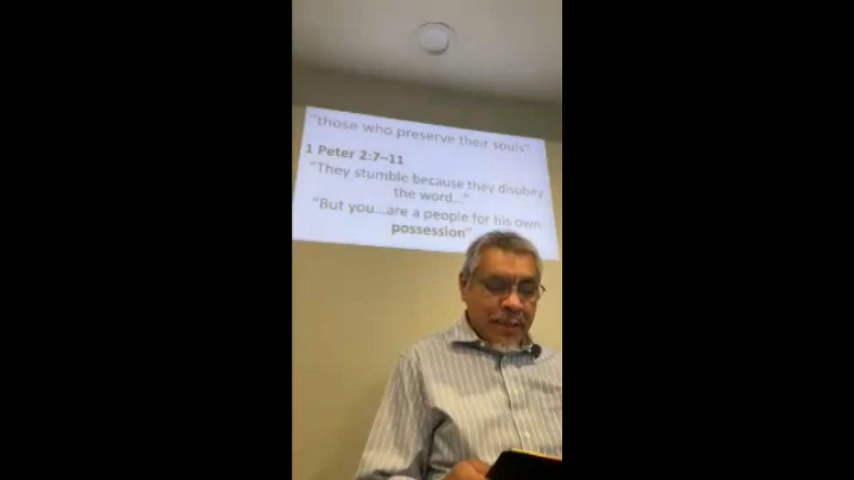 "those who preserve their souls"
1 Peter 2:7–11
"They stumble because they disobey
the word..."
"But you...are a people for his own
possession"